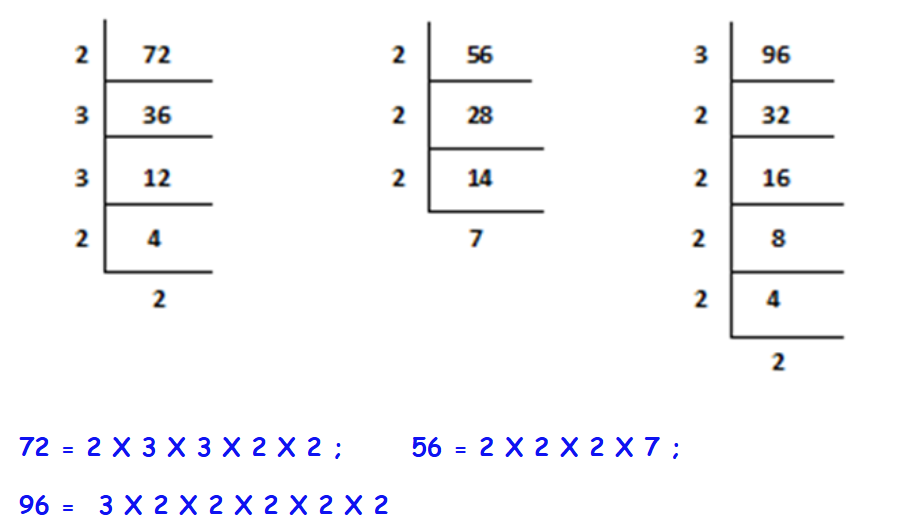 2 72 2 56 3 96
3 36 2 28 2 32
3 12 2 14 2 16
2 4 7 2 8
2 2 4
2
72 = 2 X 3 X 3 X 2 X 2 ; 56 = 2 X 2 X 2 X 7 ;
96 = 3 X 2 X 2 X 2 X 2 X 2